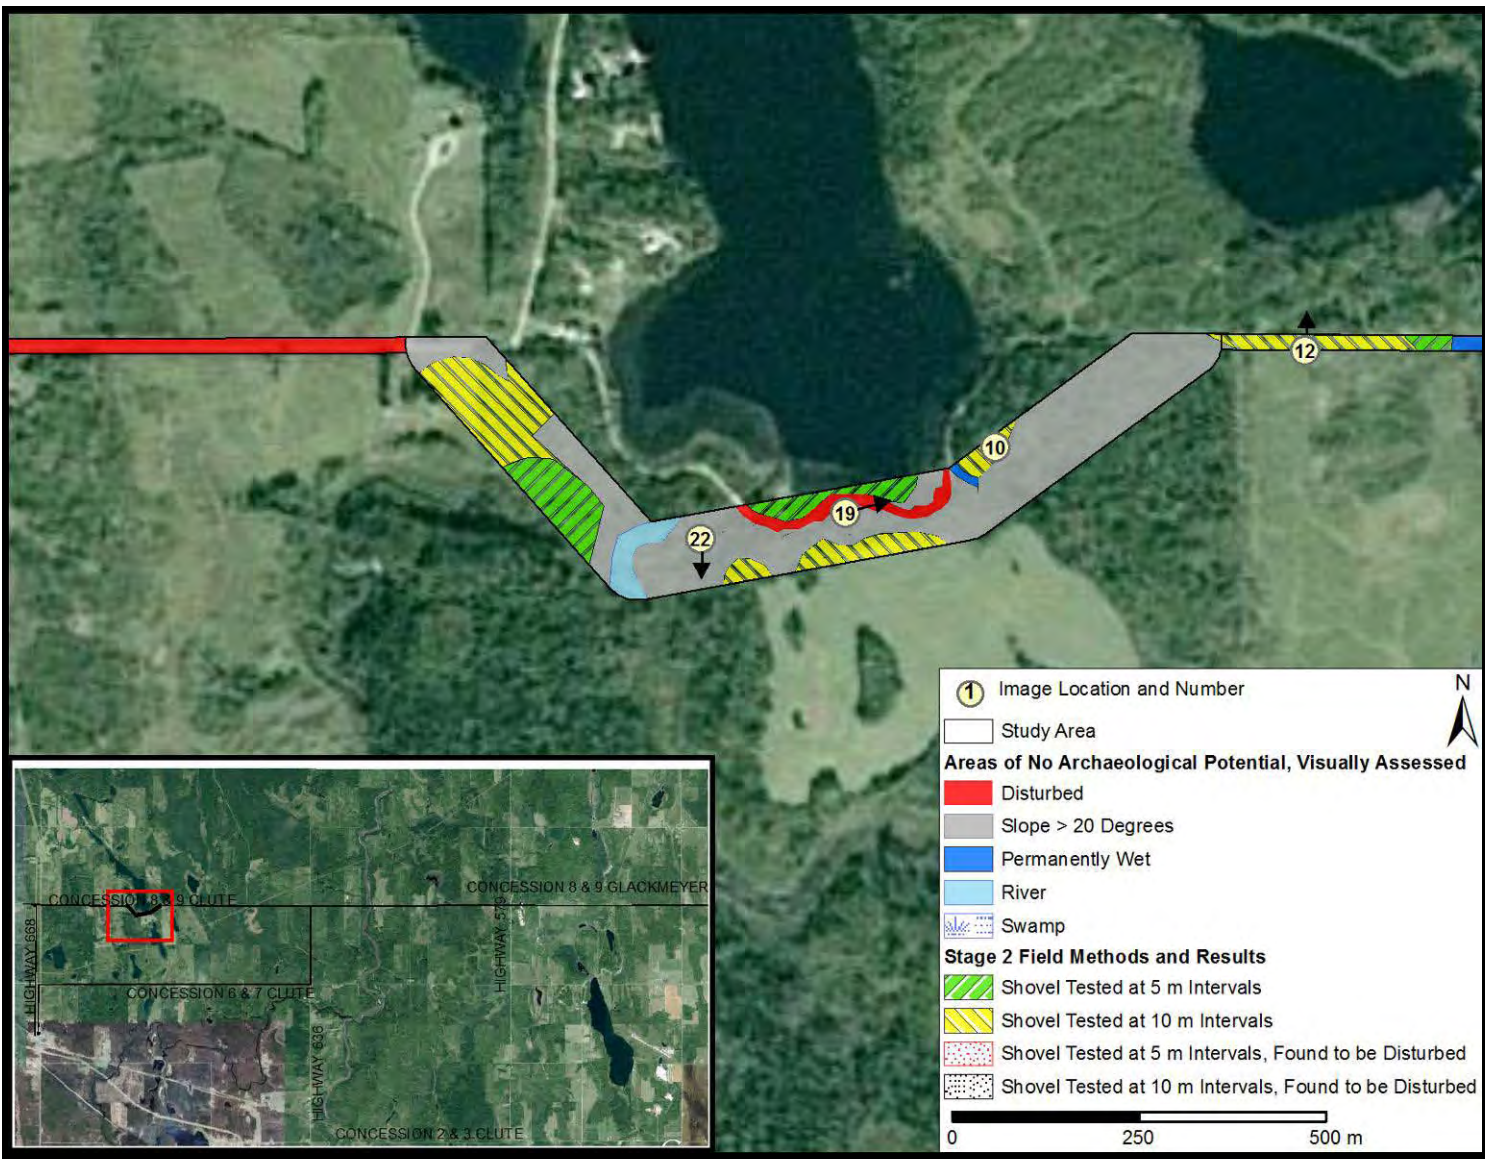 12
10
19
22
1 Image Location and Number
N
Study Area
Areas of No Archaeological Potential, Visually Assessed
Disturbed
Slope > 20 Degrees
Permanently Wet
River
Swamp
Stage 2 Field Methods and Results
Shovel Tested at 5 m Intervals
Shovel Tested at 10 m Intervals
Shovel Tested at 5 m Intervals, Found to be Disturbed
Shovel Tested at 10 m Intervals, Found to be Disturbed
0 250 500 m
CONCESSION 8 & 9 GLACKMEYER
CONCESSION 8 & 9 CLUTE
HIGHWAY 668
HIGHWAY 579
CONCESSION 6 & 7 CLUTE
HIGHWAY 636
CONCESSION 2 & 3 CLUTE